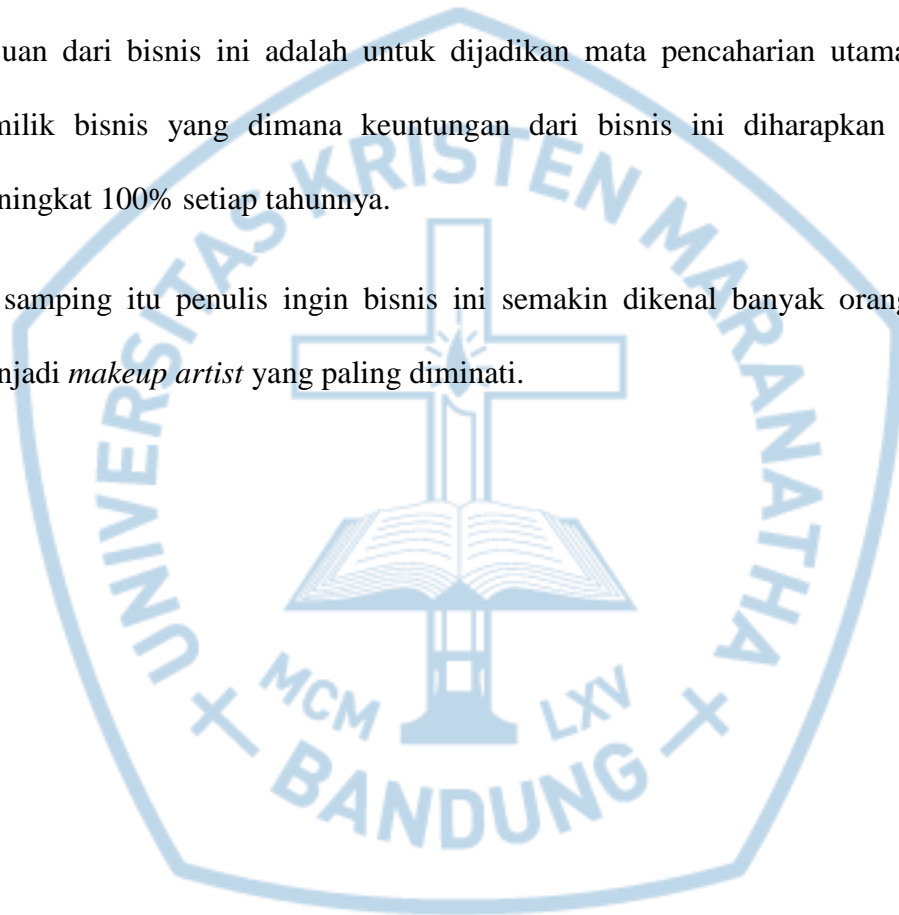 uan dari bisnis ini adalah untuk dijadikan mata pencaharian utama
milik bisnis yang dimana keuntungan dari bisnis ini diharapkan
ningkat 100% setiap tahunnya.
samping itu penulis ingin bisnis ini semakin dikenal banyak orang
njadi makeup artist yang paling diminati.
UNIVERSITAS KRISTEN MARANATHA
MCM LXV
BANDUNG